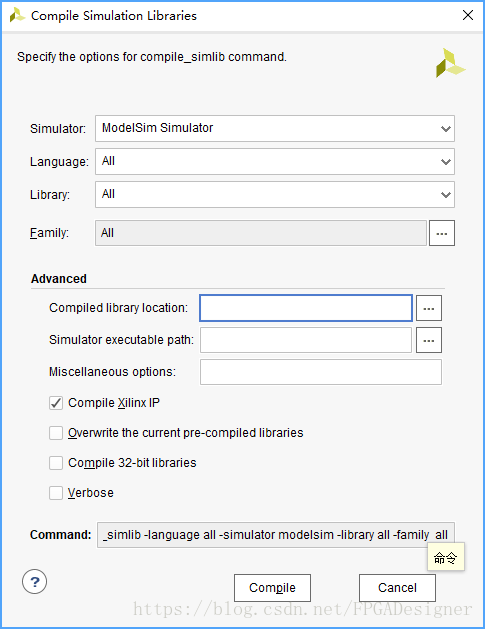 Compile Simulation Libraries
Specify the options for compile_simlib command.
Simulator: ModelSim Simulator
Language: All
Library: All
Family: All
...
Advanced
Compiled library location: ...
Simulator executable path: ...
Miscellaneous options:
Compile Xilinx IP
Overwrite the current pre-compiled libraries
Compile 32-bit libraries
Verbose
Command: _simlib -language all -simulator modelsim -library all -family all
命令
?
Compile Cancel
https://blog.csdn.net/FPGADesigner